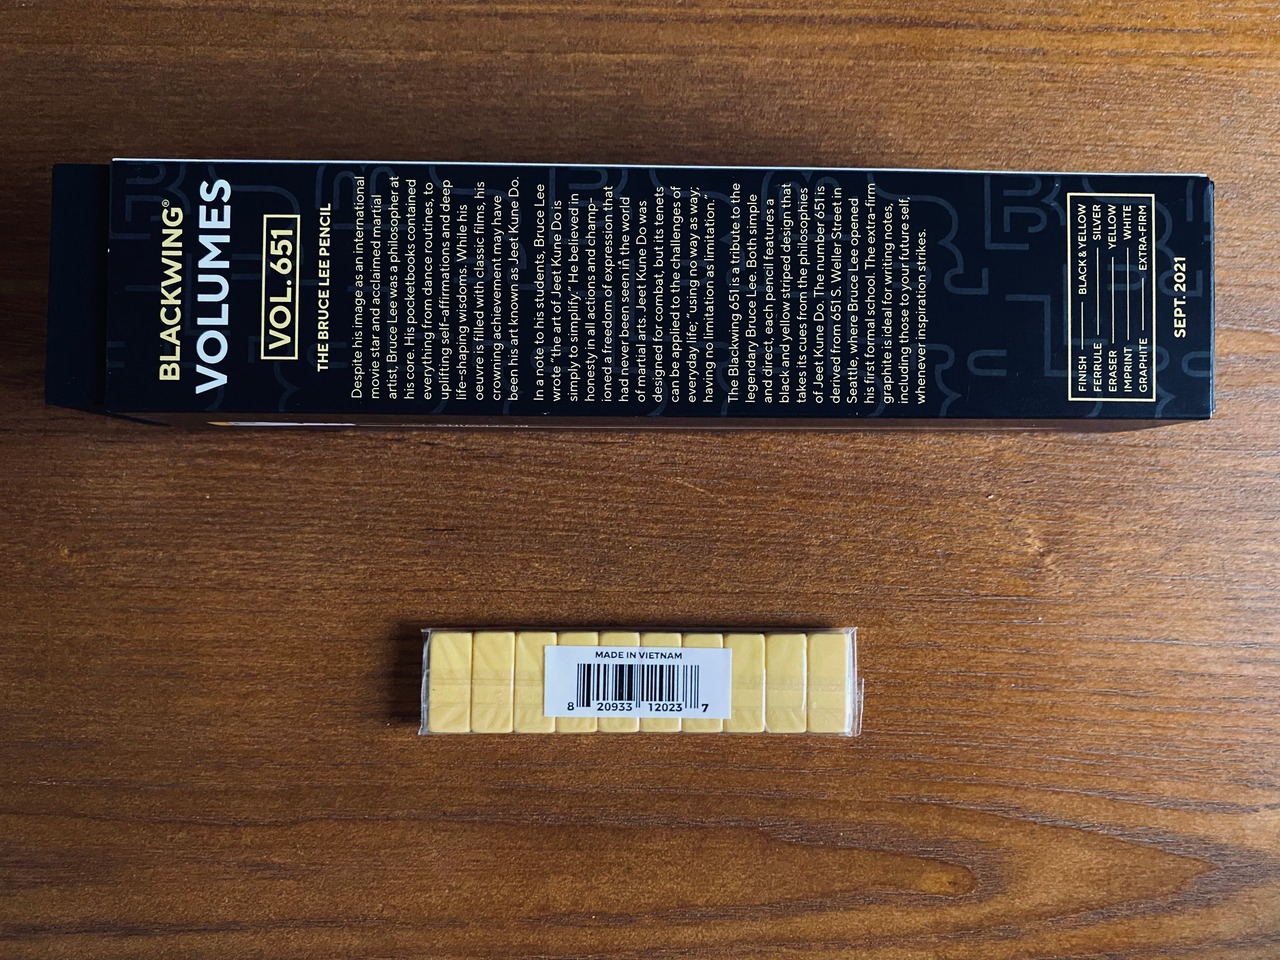 BLACKWING®
VOLUMES
VOL. 651
THE BRUCE LEE PENCIL
Despite his image as an international
movie star and acclaimed martial
artist, Bruce Lee was a philosopher at
his core. His pocketbooks contained
everything from dance routines, to
uplifting self-affirmations and deep
life-shaping wisdoms. While his
oeuvre is filled with classic films, his
crowning achievement may have
been his art known as Jeet Kune Do.
In a note to his students, Bruce Lee
wrote “the art of Jeet Kune Do is
simply to simplify.” He believed in
honesty in all actions and champ-
ioned a freedom of expression that
had never been seen in the world
of martial arts. Jeet Kune Do was
designed for combat, but its tenets
can be applied to the challenges of
everyday life; “using no way as way;
having no limitation as limitation.”
The Blackwing 651 is a tribute to the
legendary Bruce Lee. Both simple
and direct, each pencil features a
black and yellow striped design that
takes its cues from the philosophies
of Jeet Kune Do. The number 651 is
derived from 651 S. Weller Street in
Seattle, where Bruce Lee opened
his first formal school. The extra-firm
graphite is ideal for writing notes,
including those to your future self,
whenever inspiration strikes.
FINISH BLACK & YELLOW
FERRULE SILVER
ERASER YELLOW
IMPRINT WHITE
GRAPHITE EXTRA-FIRM
SEPT. 2021
MADE IN VIETNAM
8 20933 12023 7